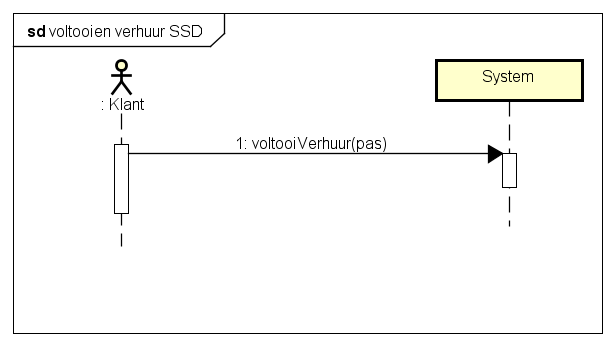 sd voltooien verhuur SSD
: Klant
System
1: voltooiVerhuur(pas)